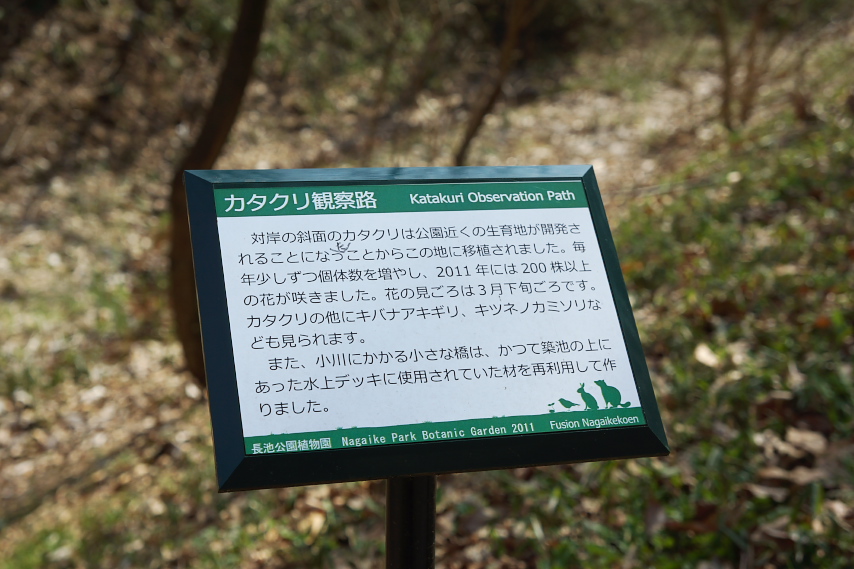 カタクリ観察路 Katakuri Observation Path
対岸の斜面のカタクリは公園近くの生育地が開発さ
れることになうことからこの地に移植されました。毎
年少しずつ個体数を増やし、2011 年には 200 株以上
の花が咲きました。花の見ごろは３月下旬ごろです。
カタクリの他にキバナアキギリ、キツネノカミソリな
ども見られます。
また、小川にかかる小さな橋は、かつて築池の上に
あった水上デッキに使用されていた材を再利用して作
りました。
長池公園植物園 Nagaike Park Botanic Garden 2011 Fusion Nagaikekoen